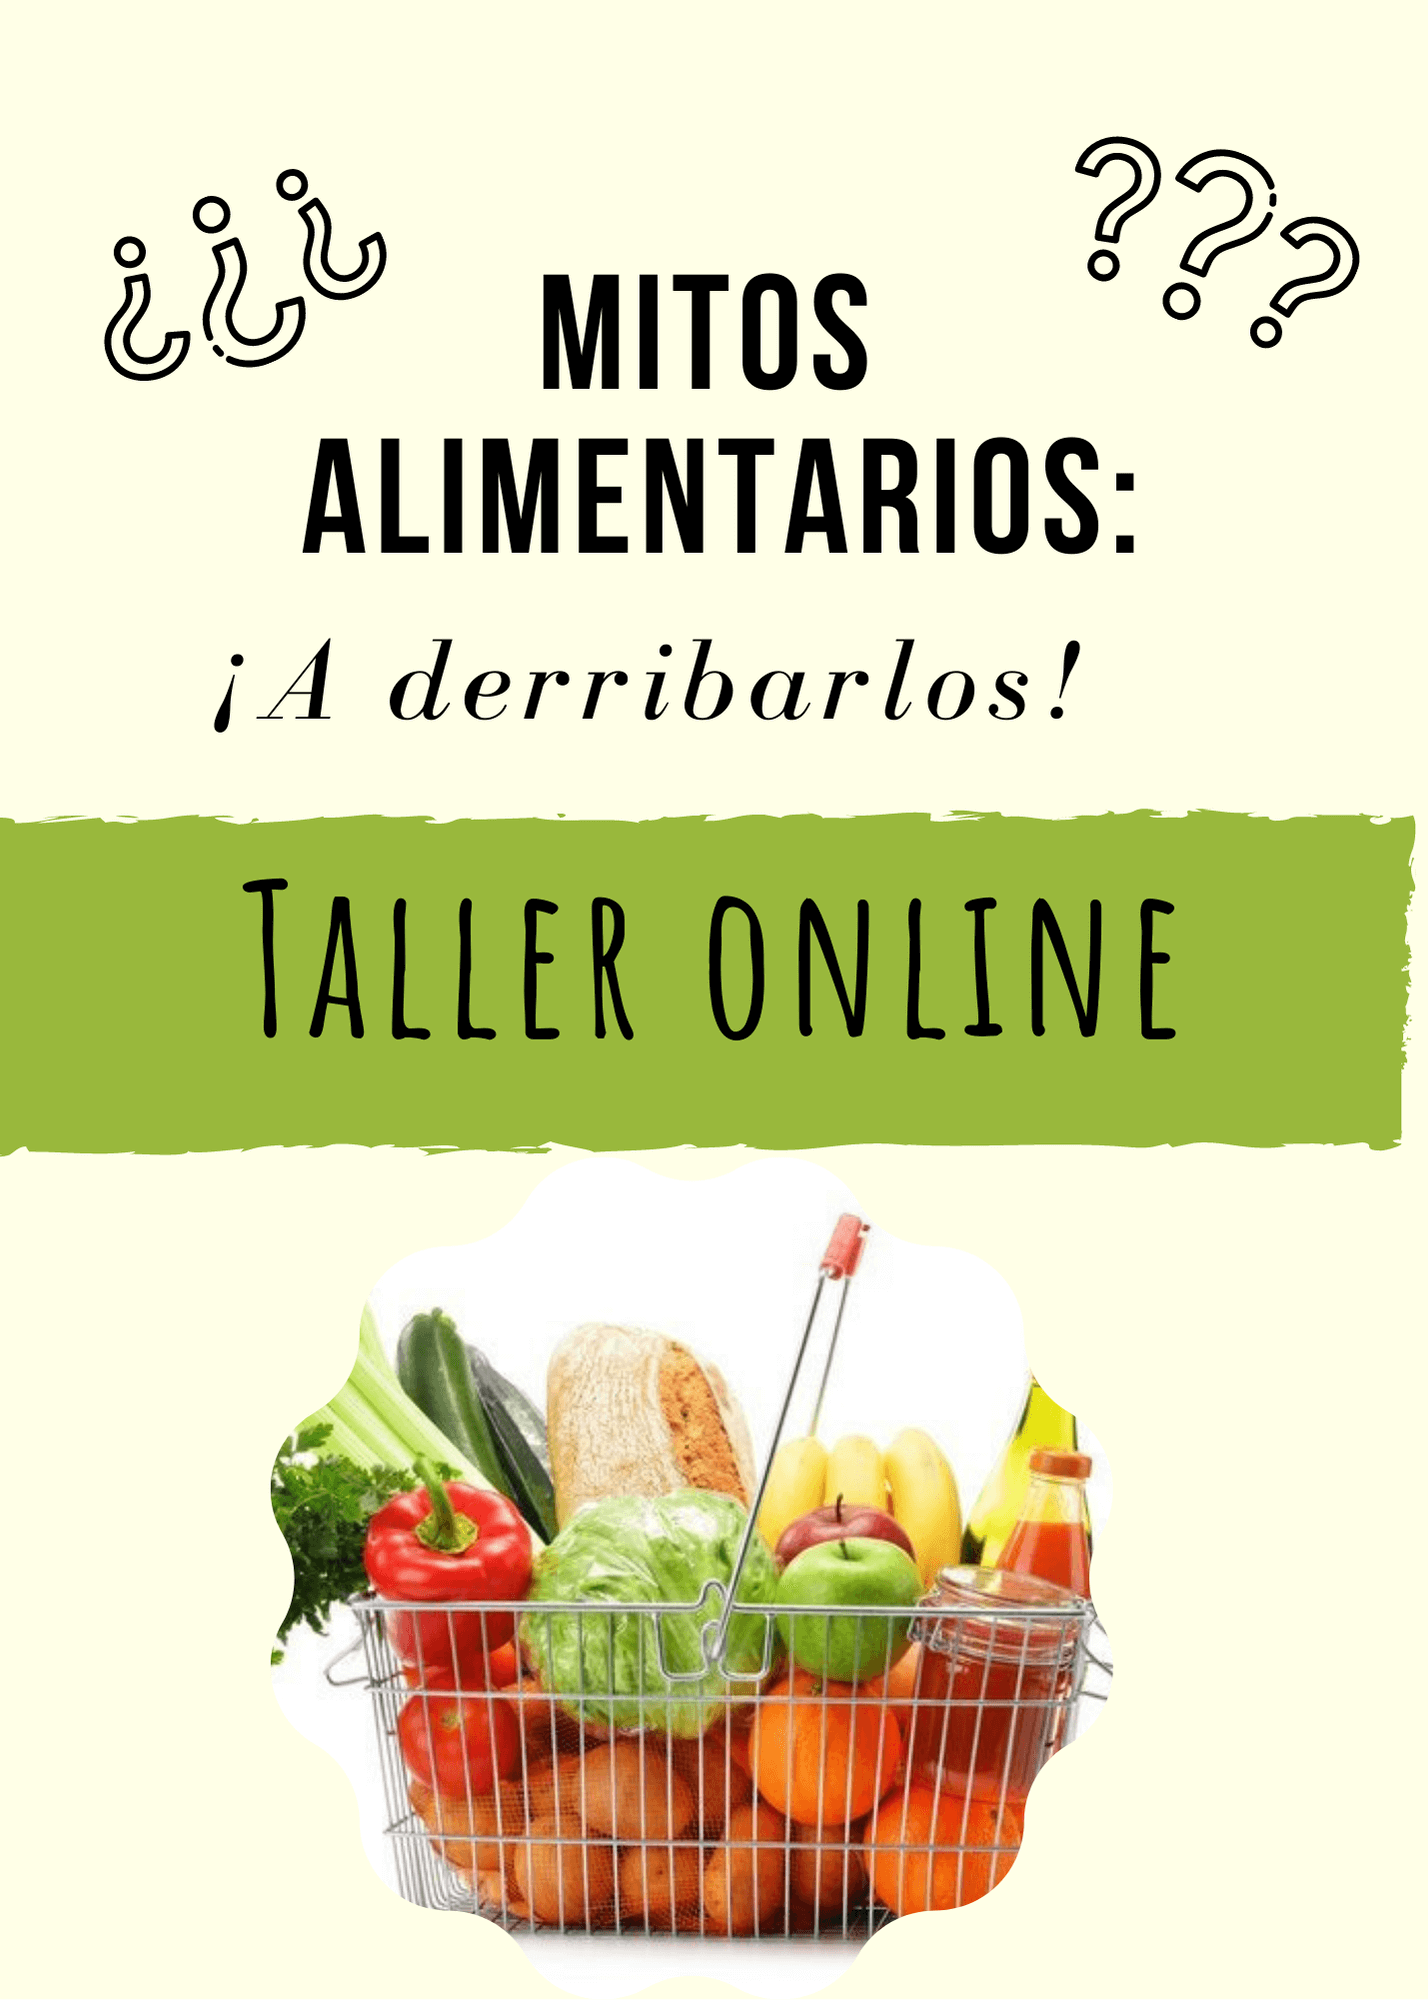 ¿¿¿
???
MITOS
ALIMENTARIOS:
¡A derribarlos!
TALLER ONLINE